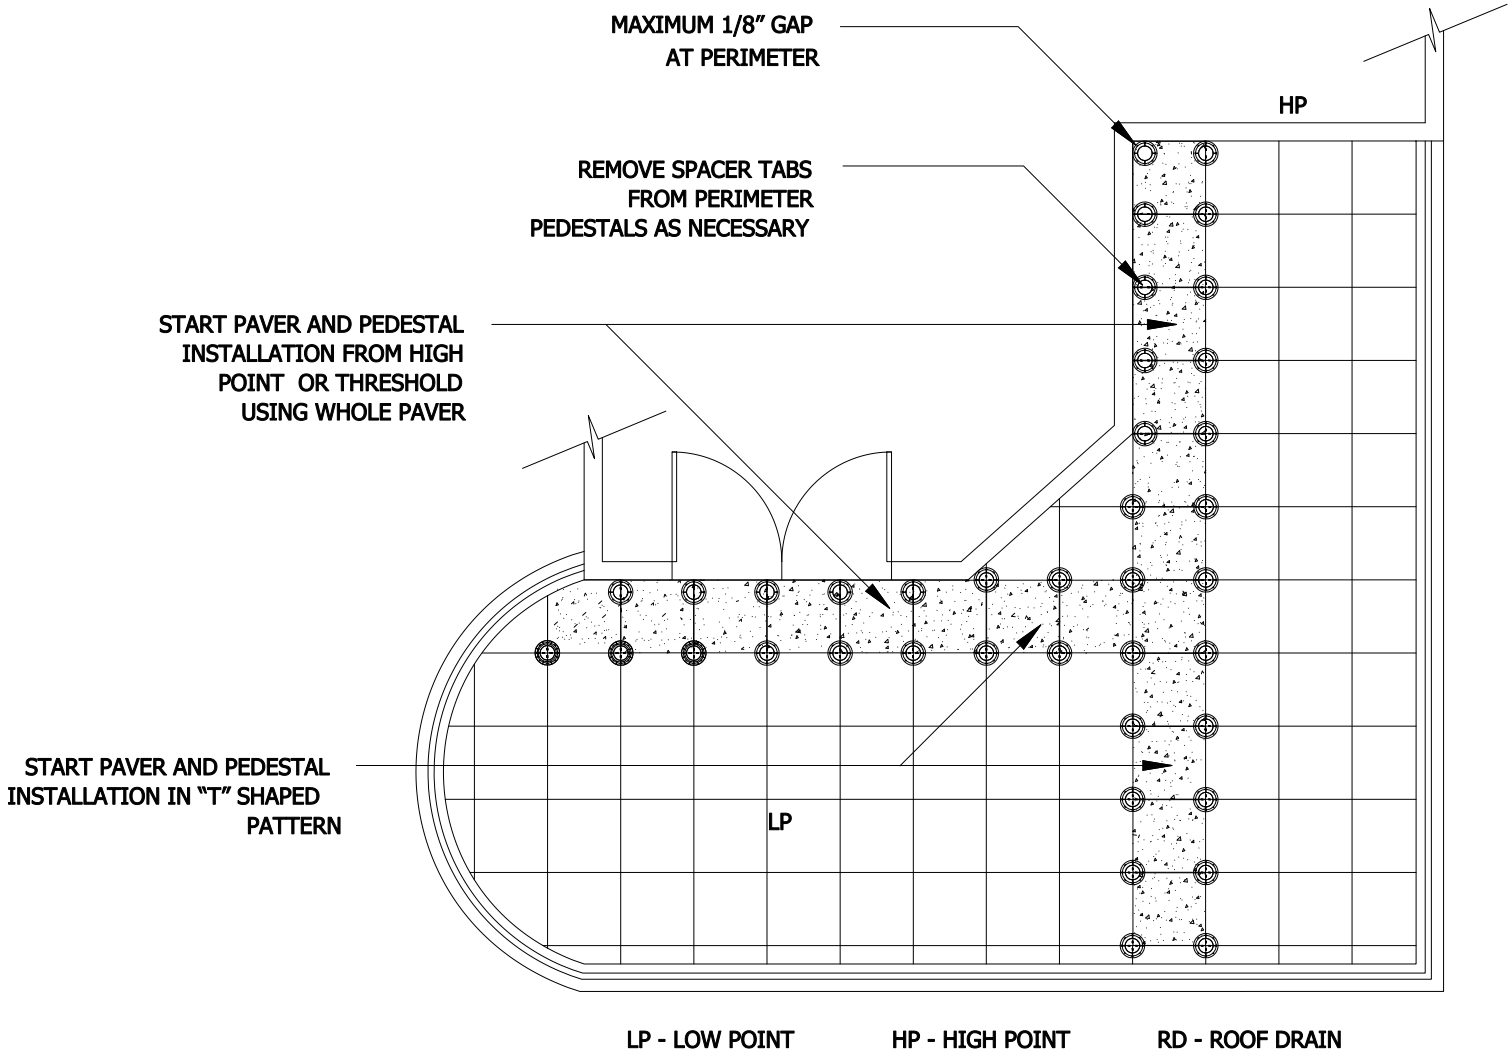 MAXIMUM 1/8” GAP
AT PERIMETER
HP
REMOVE SPACER TABS
FROM PERIMETER
PEDESTALS AS NECESSARY
START PAVER AND PEDESTAL
INSTALLATION FROM HIGH
POINT OR THRESHOLD
USING WHOLE PAVER
START PAVER AND PEDESTAL
INSTALLATION IN “T” SHAPED
PATTERN
LP
LP - LOW POINT
HP - HIGH POINT
RD - ROOF DRAIN